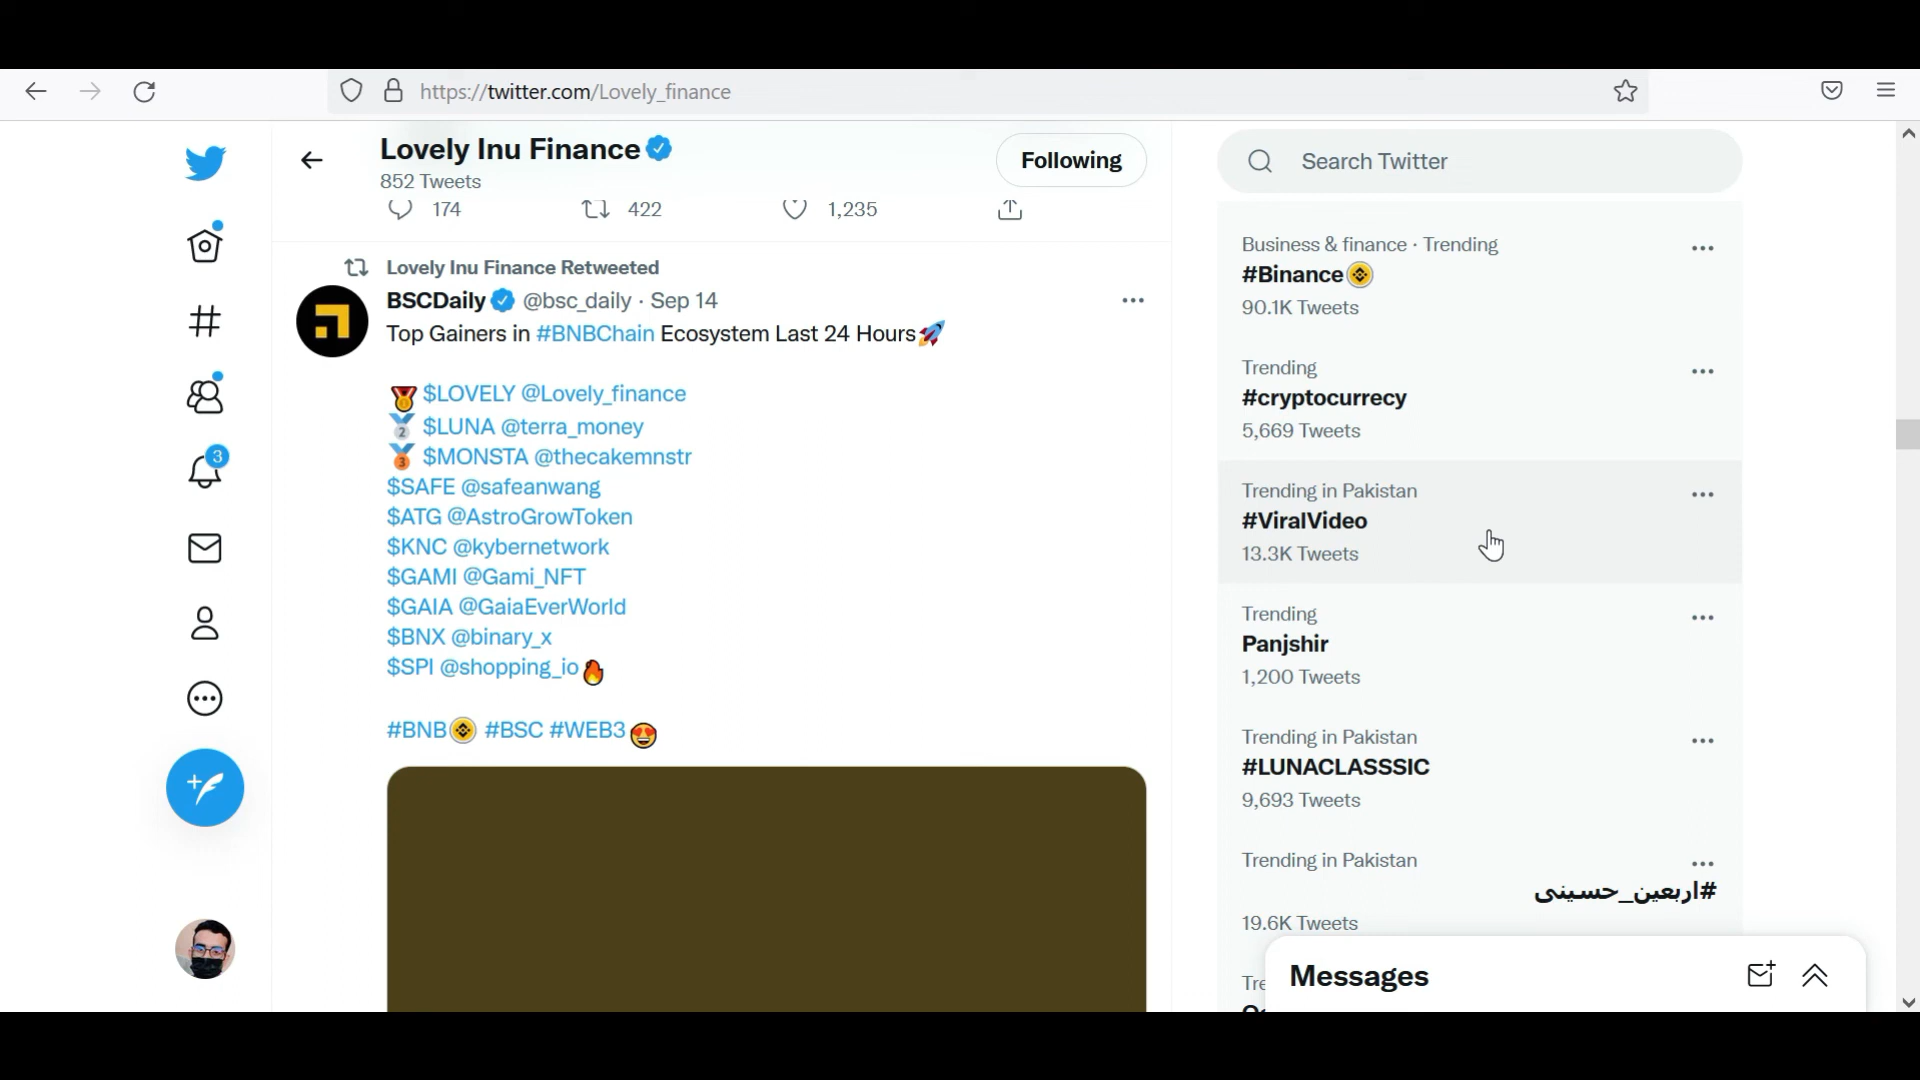 https://twitter.com/Lovely_finance
Lovely Inu Finance
852 Tweets
Following
174 422 1,235
Lovely Inu Finance Retweeted
BSCDaily @bsc_daily · Sep 14
Top Gainers in #BNBChain Ecosystem Last 24 Hours🚀
🥇 $LOVELY @Lovely_finance
🥈 $LUNA @terra_money
🥉 $MONSTA @thecakemnstr
$SAFE @safeanwang
$ATG @AstroGrowToken
$KNC @kybernetwork
$GAMI @Gami_NFT
$GAIA @GaiaEverWorld
$BNX @binary_x
$SPI @shopping_io🔥
#BNB #BSC #WEB3😍
3
Search Twitter
Business & finance · Trending
#Binance
90.1K Tweets
Trending
#cryptocurrecy
5,669 Tweets
Trending in Pakistan
#ViralVideo
13.3K Tweets
Trending
Panjshir
1,200 Tweets
Trending in Pakistan
#LUNACLASSSIC
9,693 Tweets
Trending in Pakistan
#اربعین_حسینی
19.6K Tweets
Messages